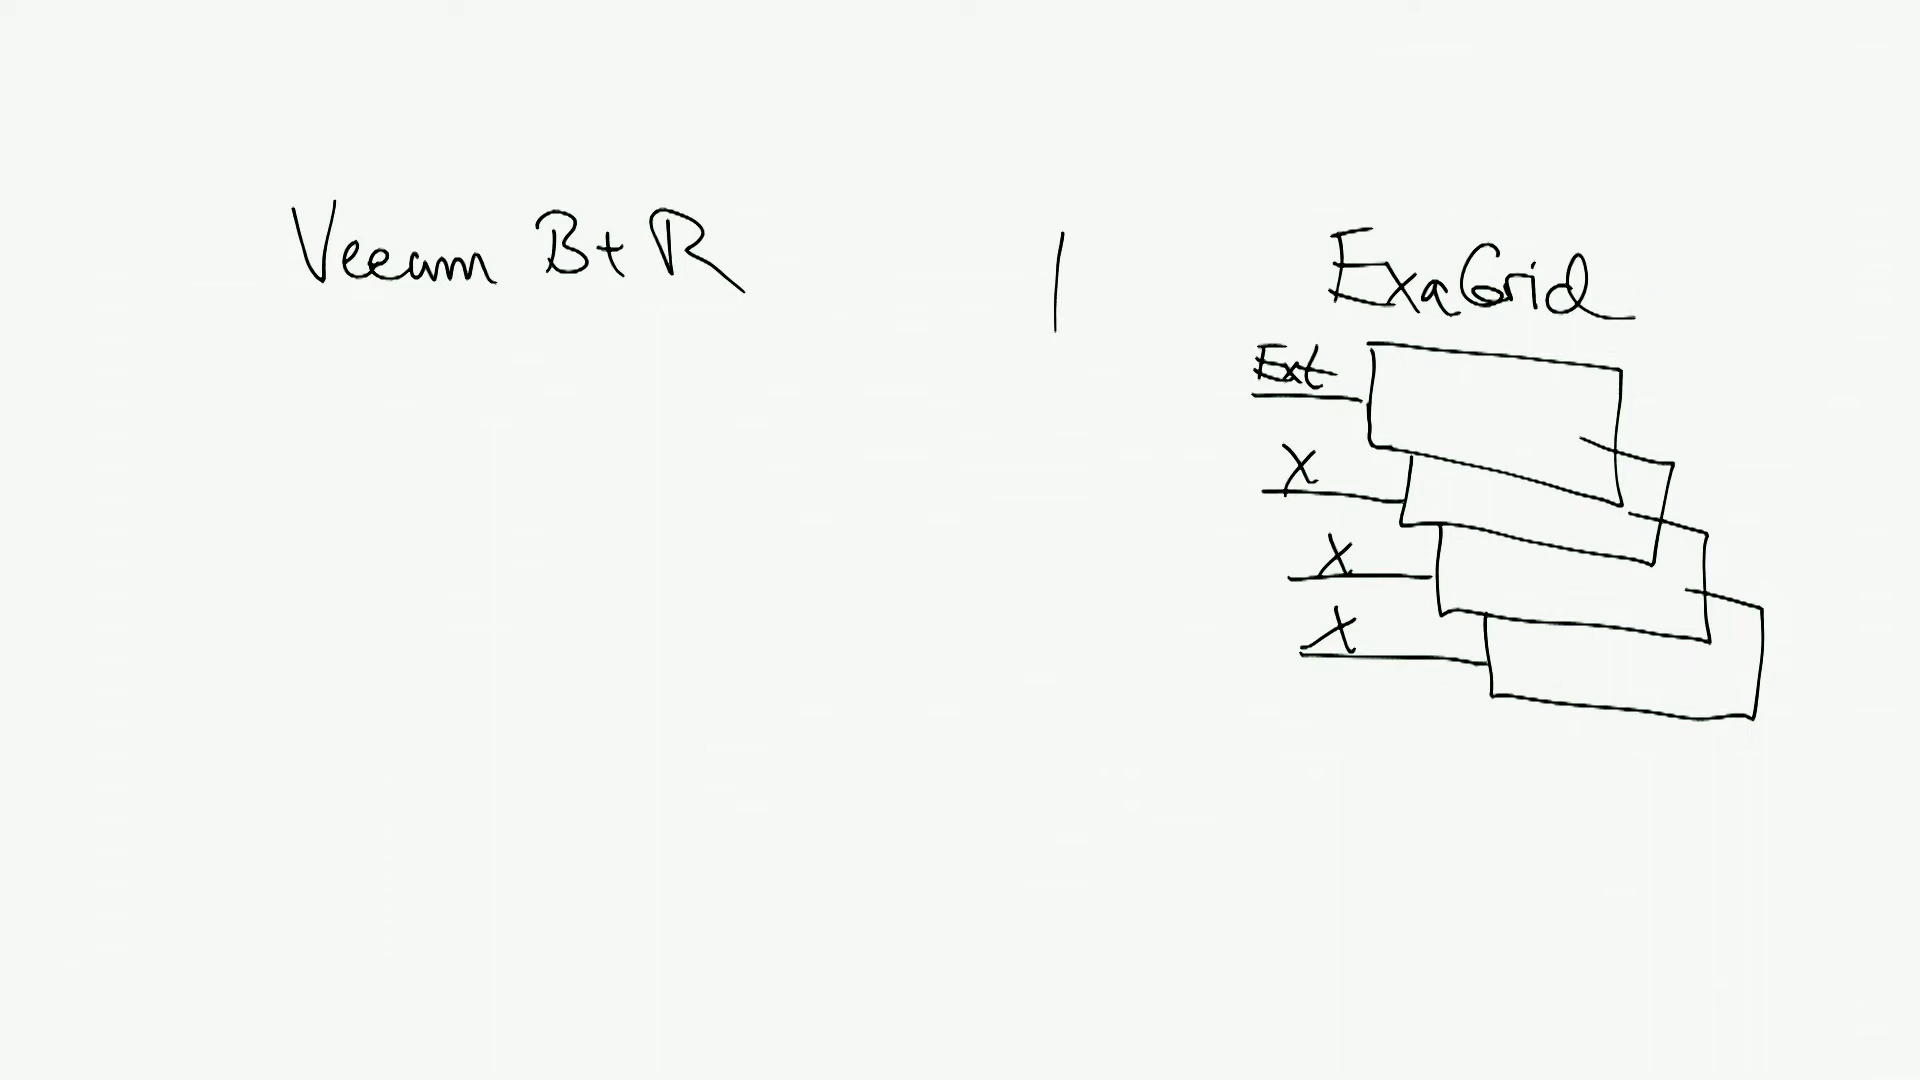 Veeam B+R
ExaGrid
Ext
X
X
X